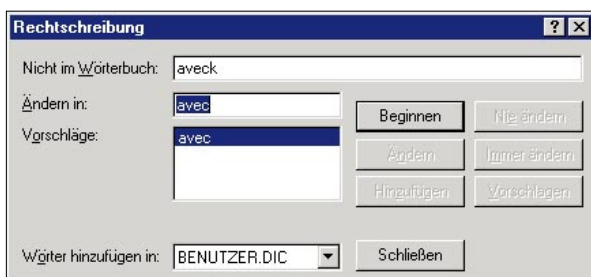 Rechtschreibung
Nicht im Wörterbuch: aveck
Ändern in: avec
Vorschläge: avec
Beginnen Nie ändern
Ändern Immer ändern
Hinzufügen Vorschlagen
Wörter hinzufügen in: BENUTZER.DIC Schließen